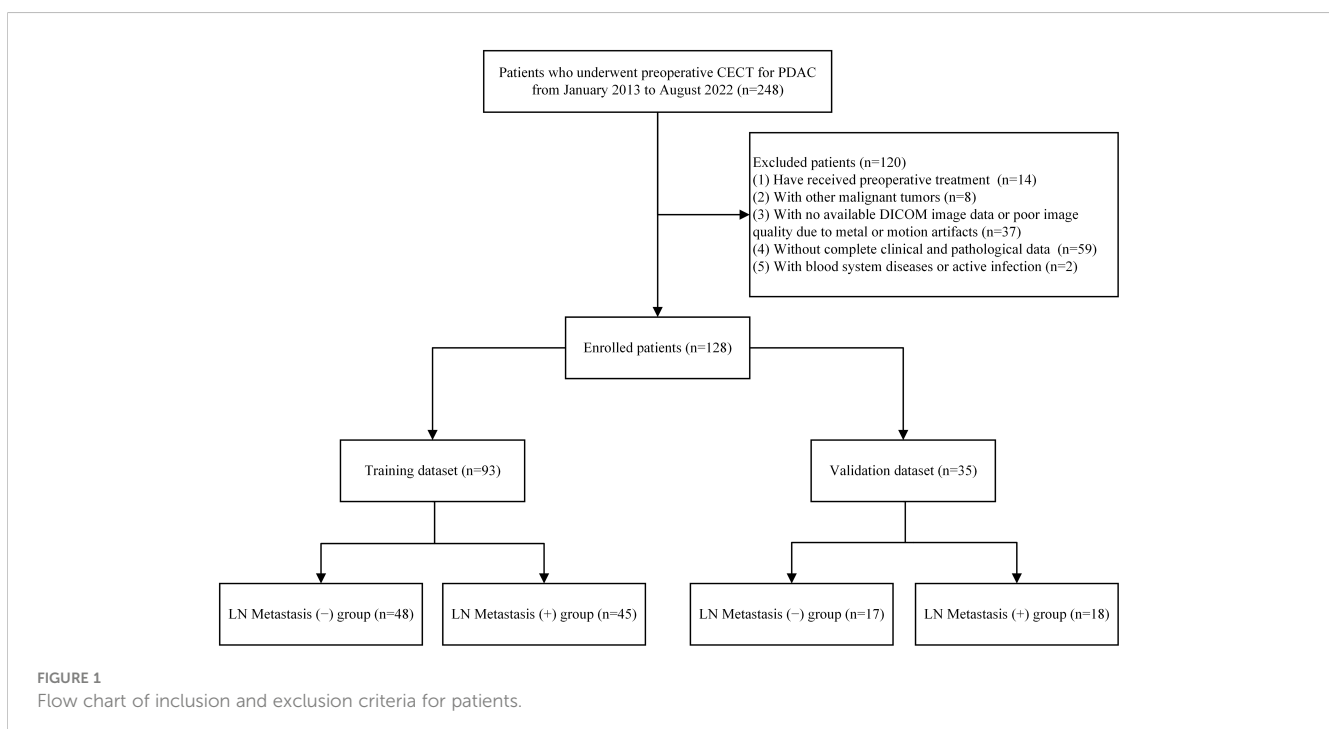 Patients who underwent preoperative CECT for PDAC
from January 2013 to August 2022 (n=248)
Excluded patients (n=120)
(1) Have received preoperative treatment (n=14)
(2) With other malignant tumors (n=8)
(3) With no available DICOM image data or poor image
quality due to metal or motion artifacts (n=37)
(4) Without complete clinical and pathological data (n=59)
(5) With blood system diseases or active infection (n=2)
Enrolled patients (n=128)
Training dataset (n=93)
Validation dataset (n=35)
LN Metastasis (−) group (n=48)
LN Metastasis (+) group (n=45)
LN Metastasis (−) group (n=17)
LN Metastasis (+) group (n=18)
FIGURE 1
Flow chart of inclusion and exclusion criteria for patients.